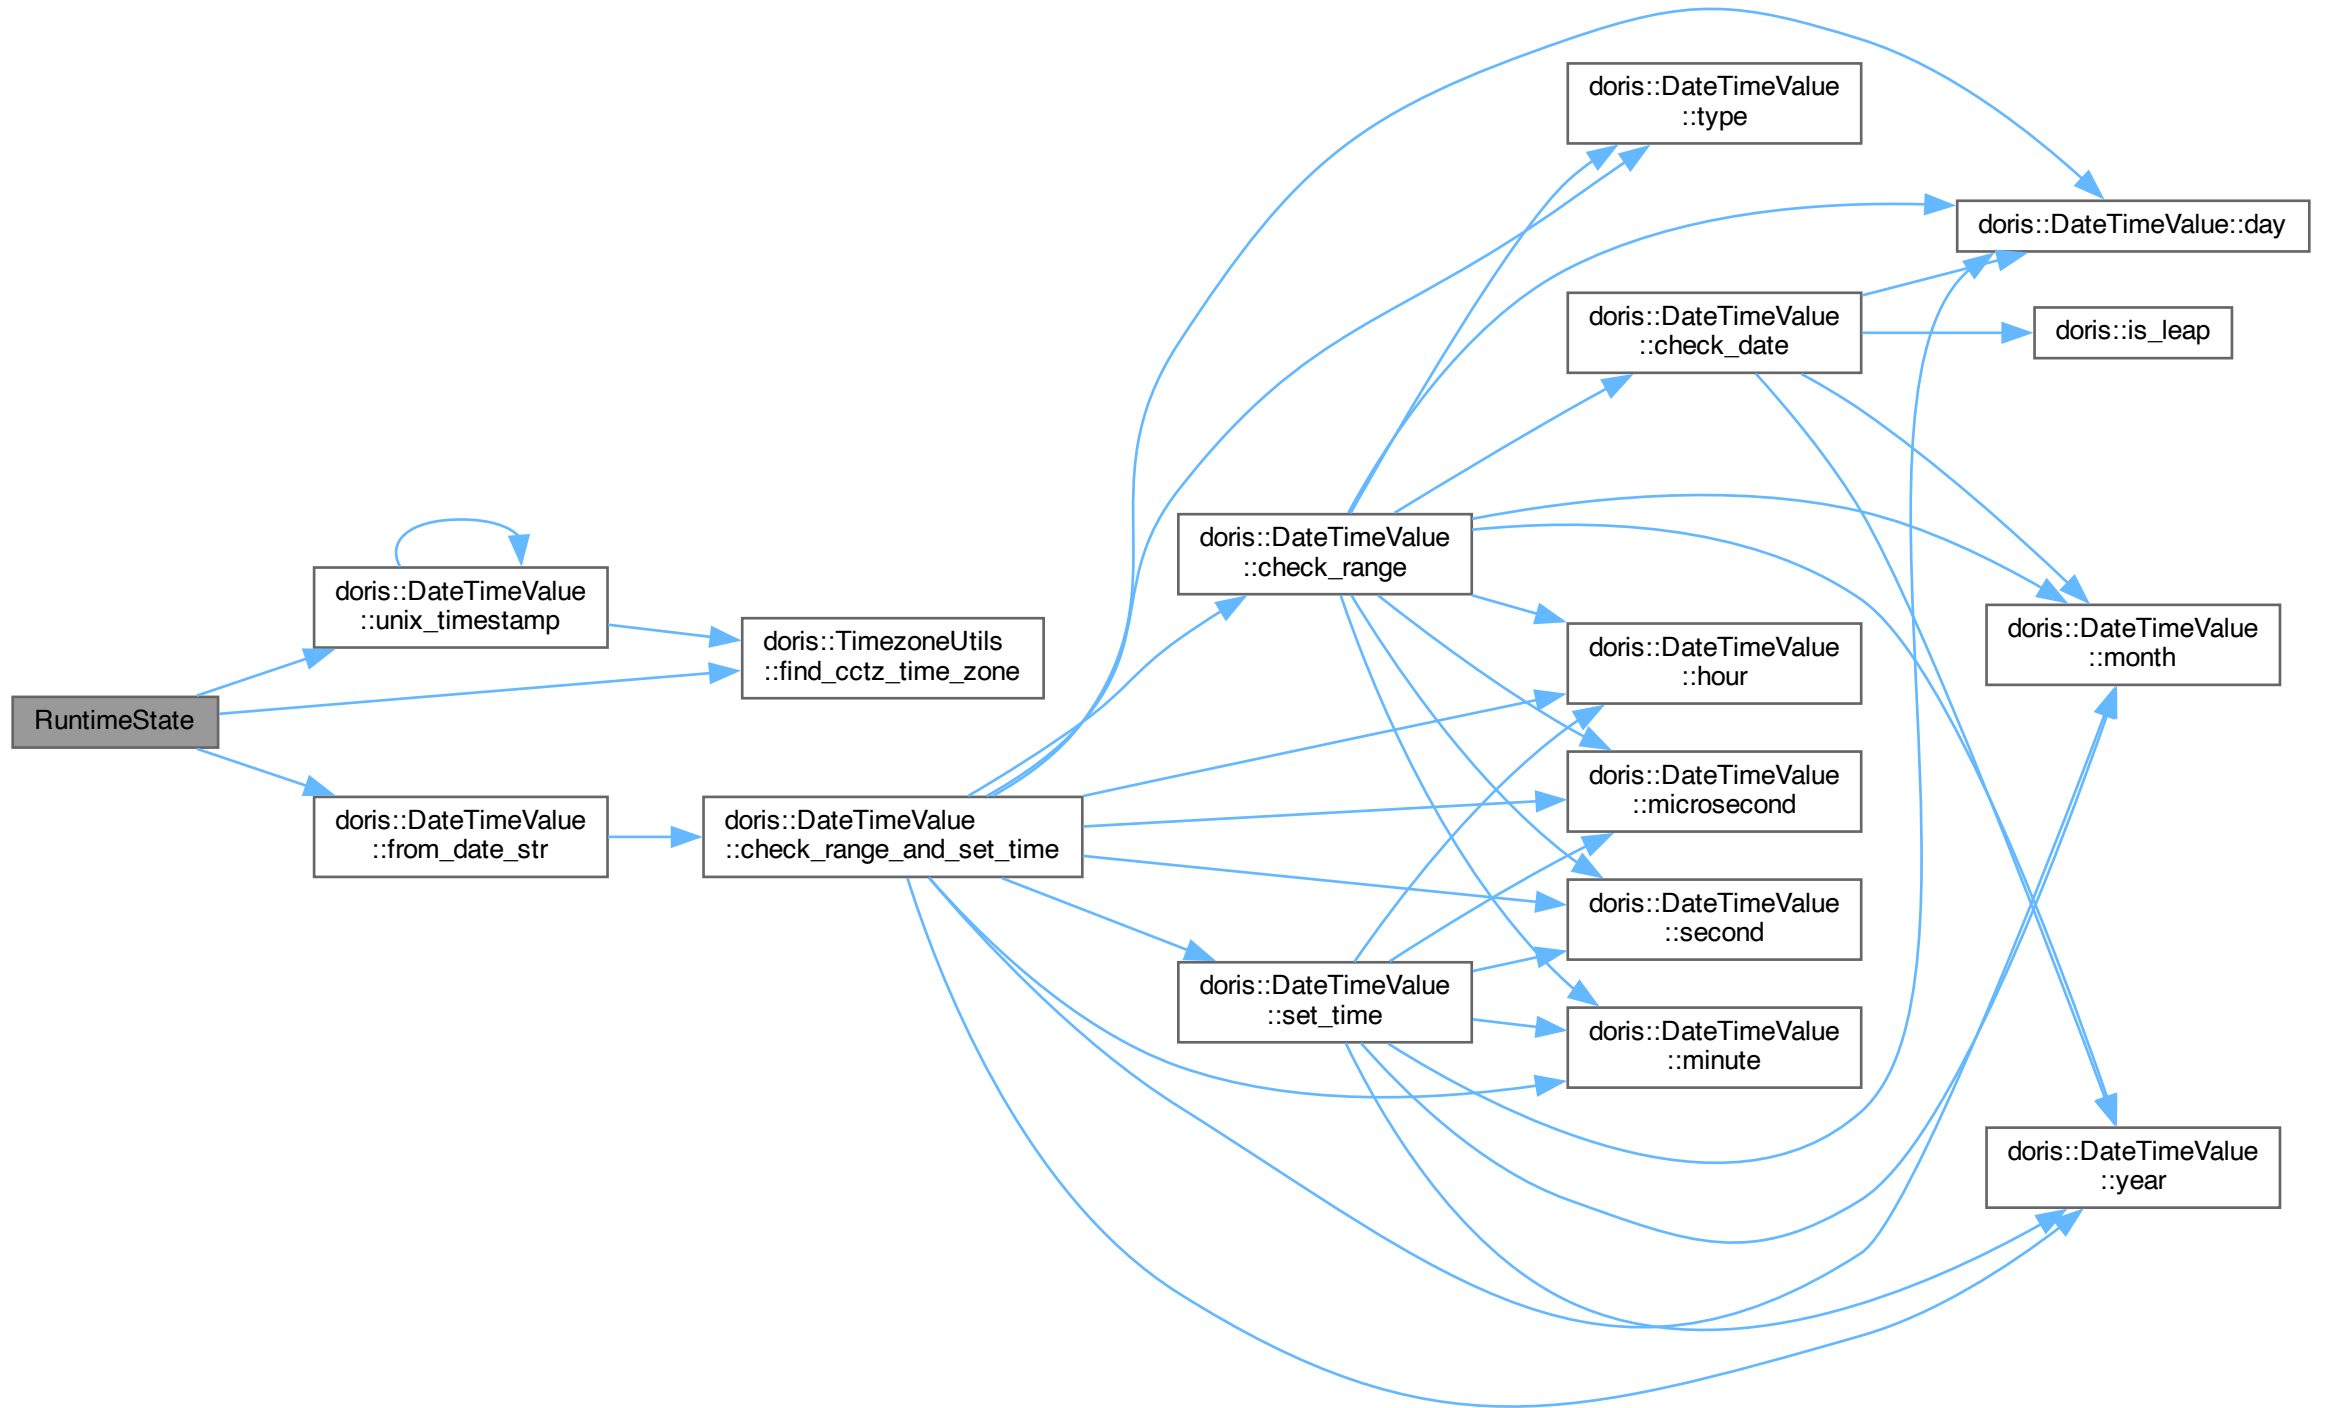 RuntimeState
doris::DateTimeValue
::unix_timestamp
doris::DateTimeValue
::from_date_str
doris::TimezoneUtils
::find_cctz_time_zone
doris::DateTimeValue
::check_range_and_set_time
doris::DateTimeValue
::check_range
doris::DateTimeValue
::set_time
doris::DateTimeValue
::type
doris::DateTimeValue
::check_date
doris::DateTimeValue
::hour
doris::DateTimeValue
::microsecond
doris::DateTimeValue
::second
doris::DateTimeValue
::minute
doris::DateTimeValue::day
doris::is_leap
doris::DateTimeValue
::month
doris::DateTimeValue
::year